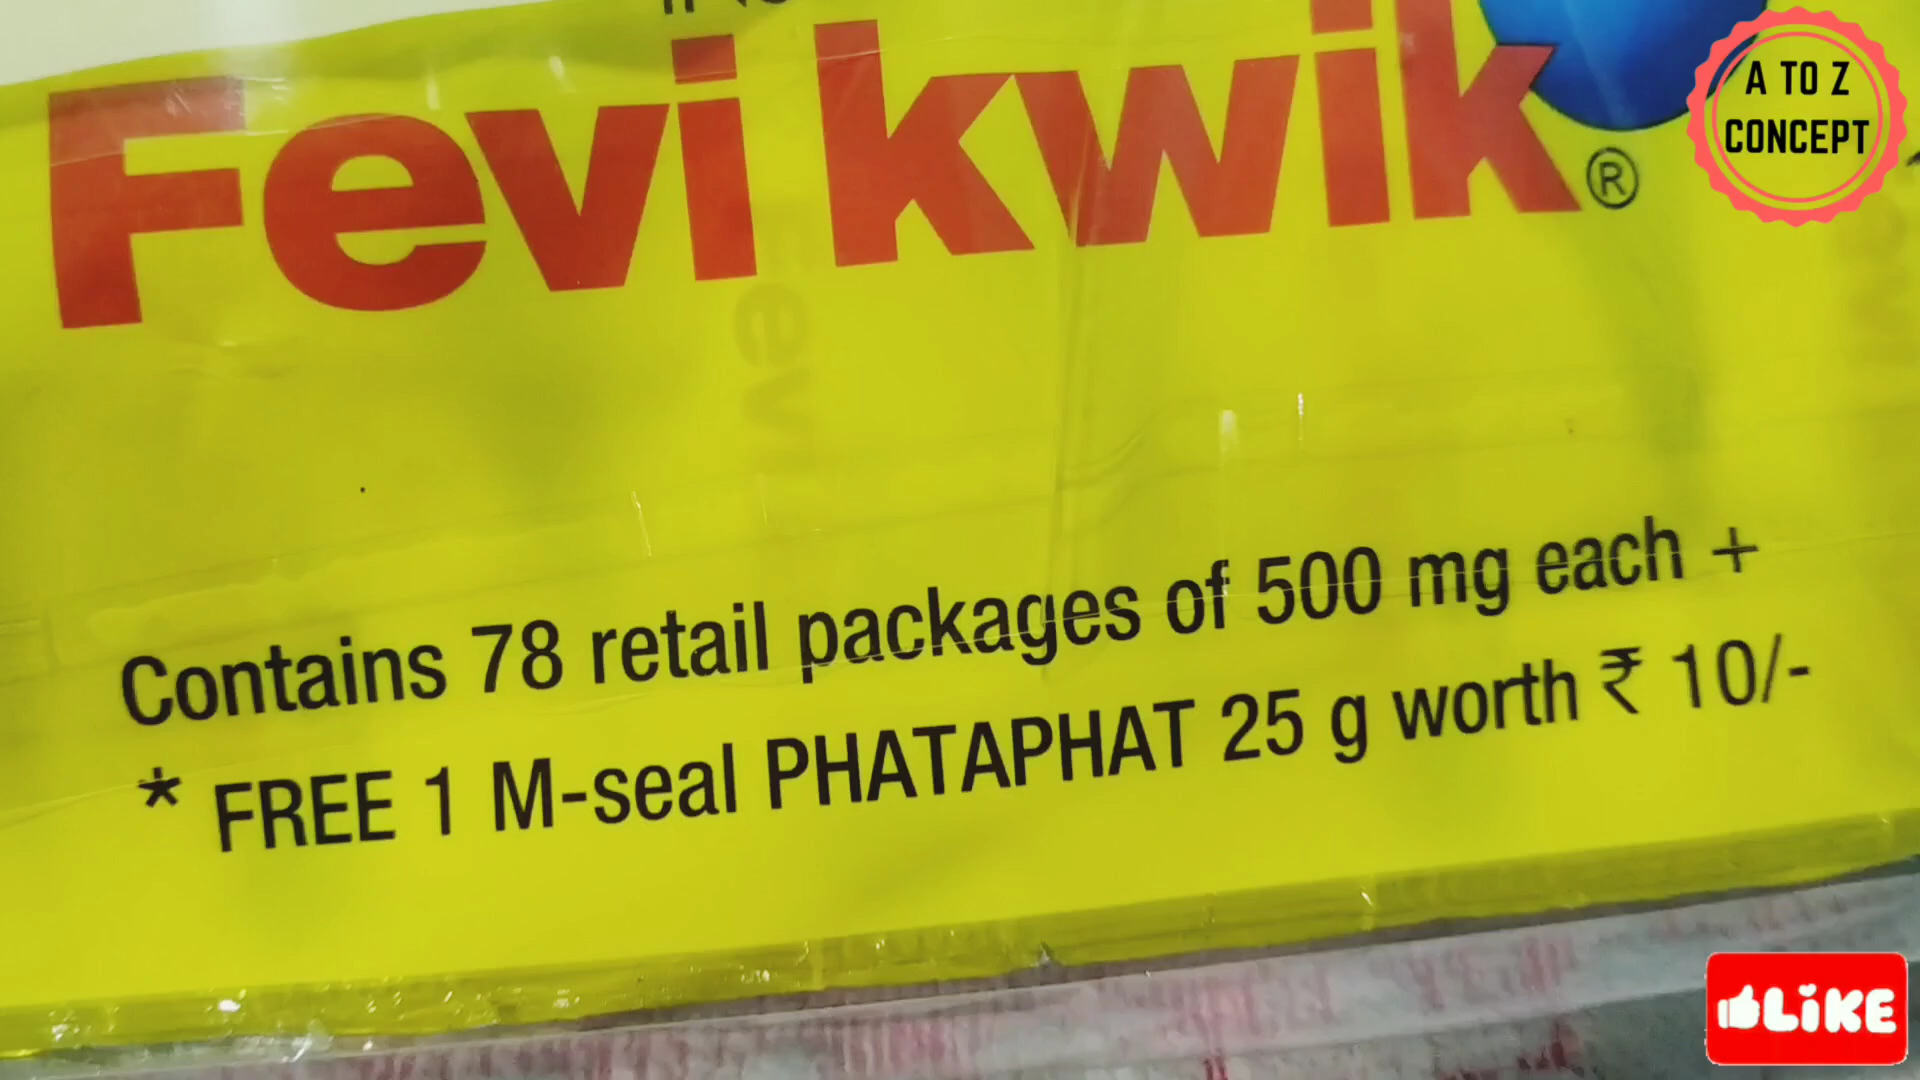 Fevikwik®
A TO Z
CONCEPT
Contains 78 retail packages of 500 mg each +
* FREE 1 M-seal PHATAPHAT 25 g worth ₹ 10/-
LIKE